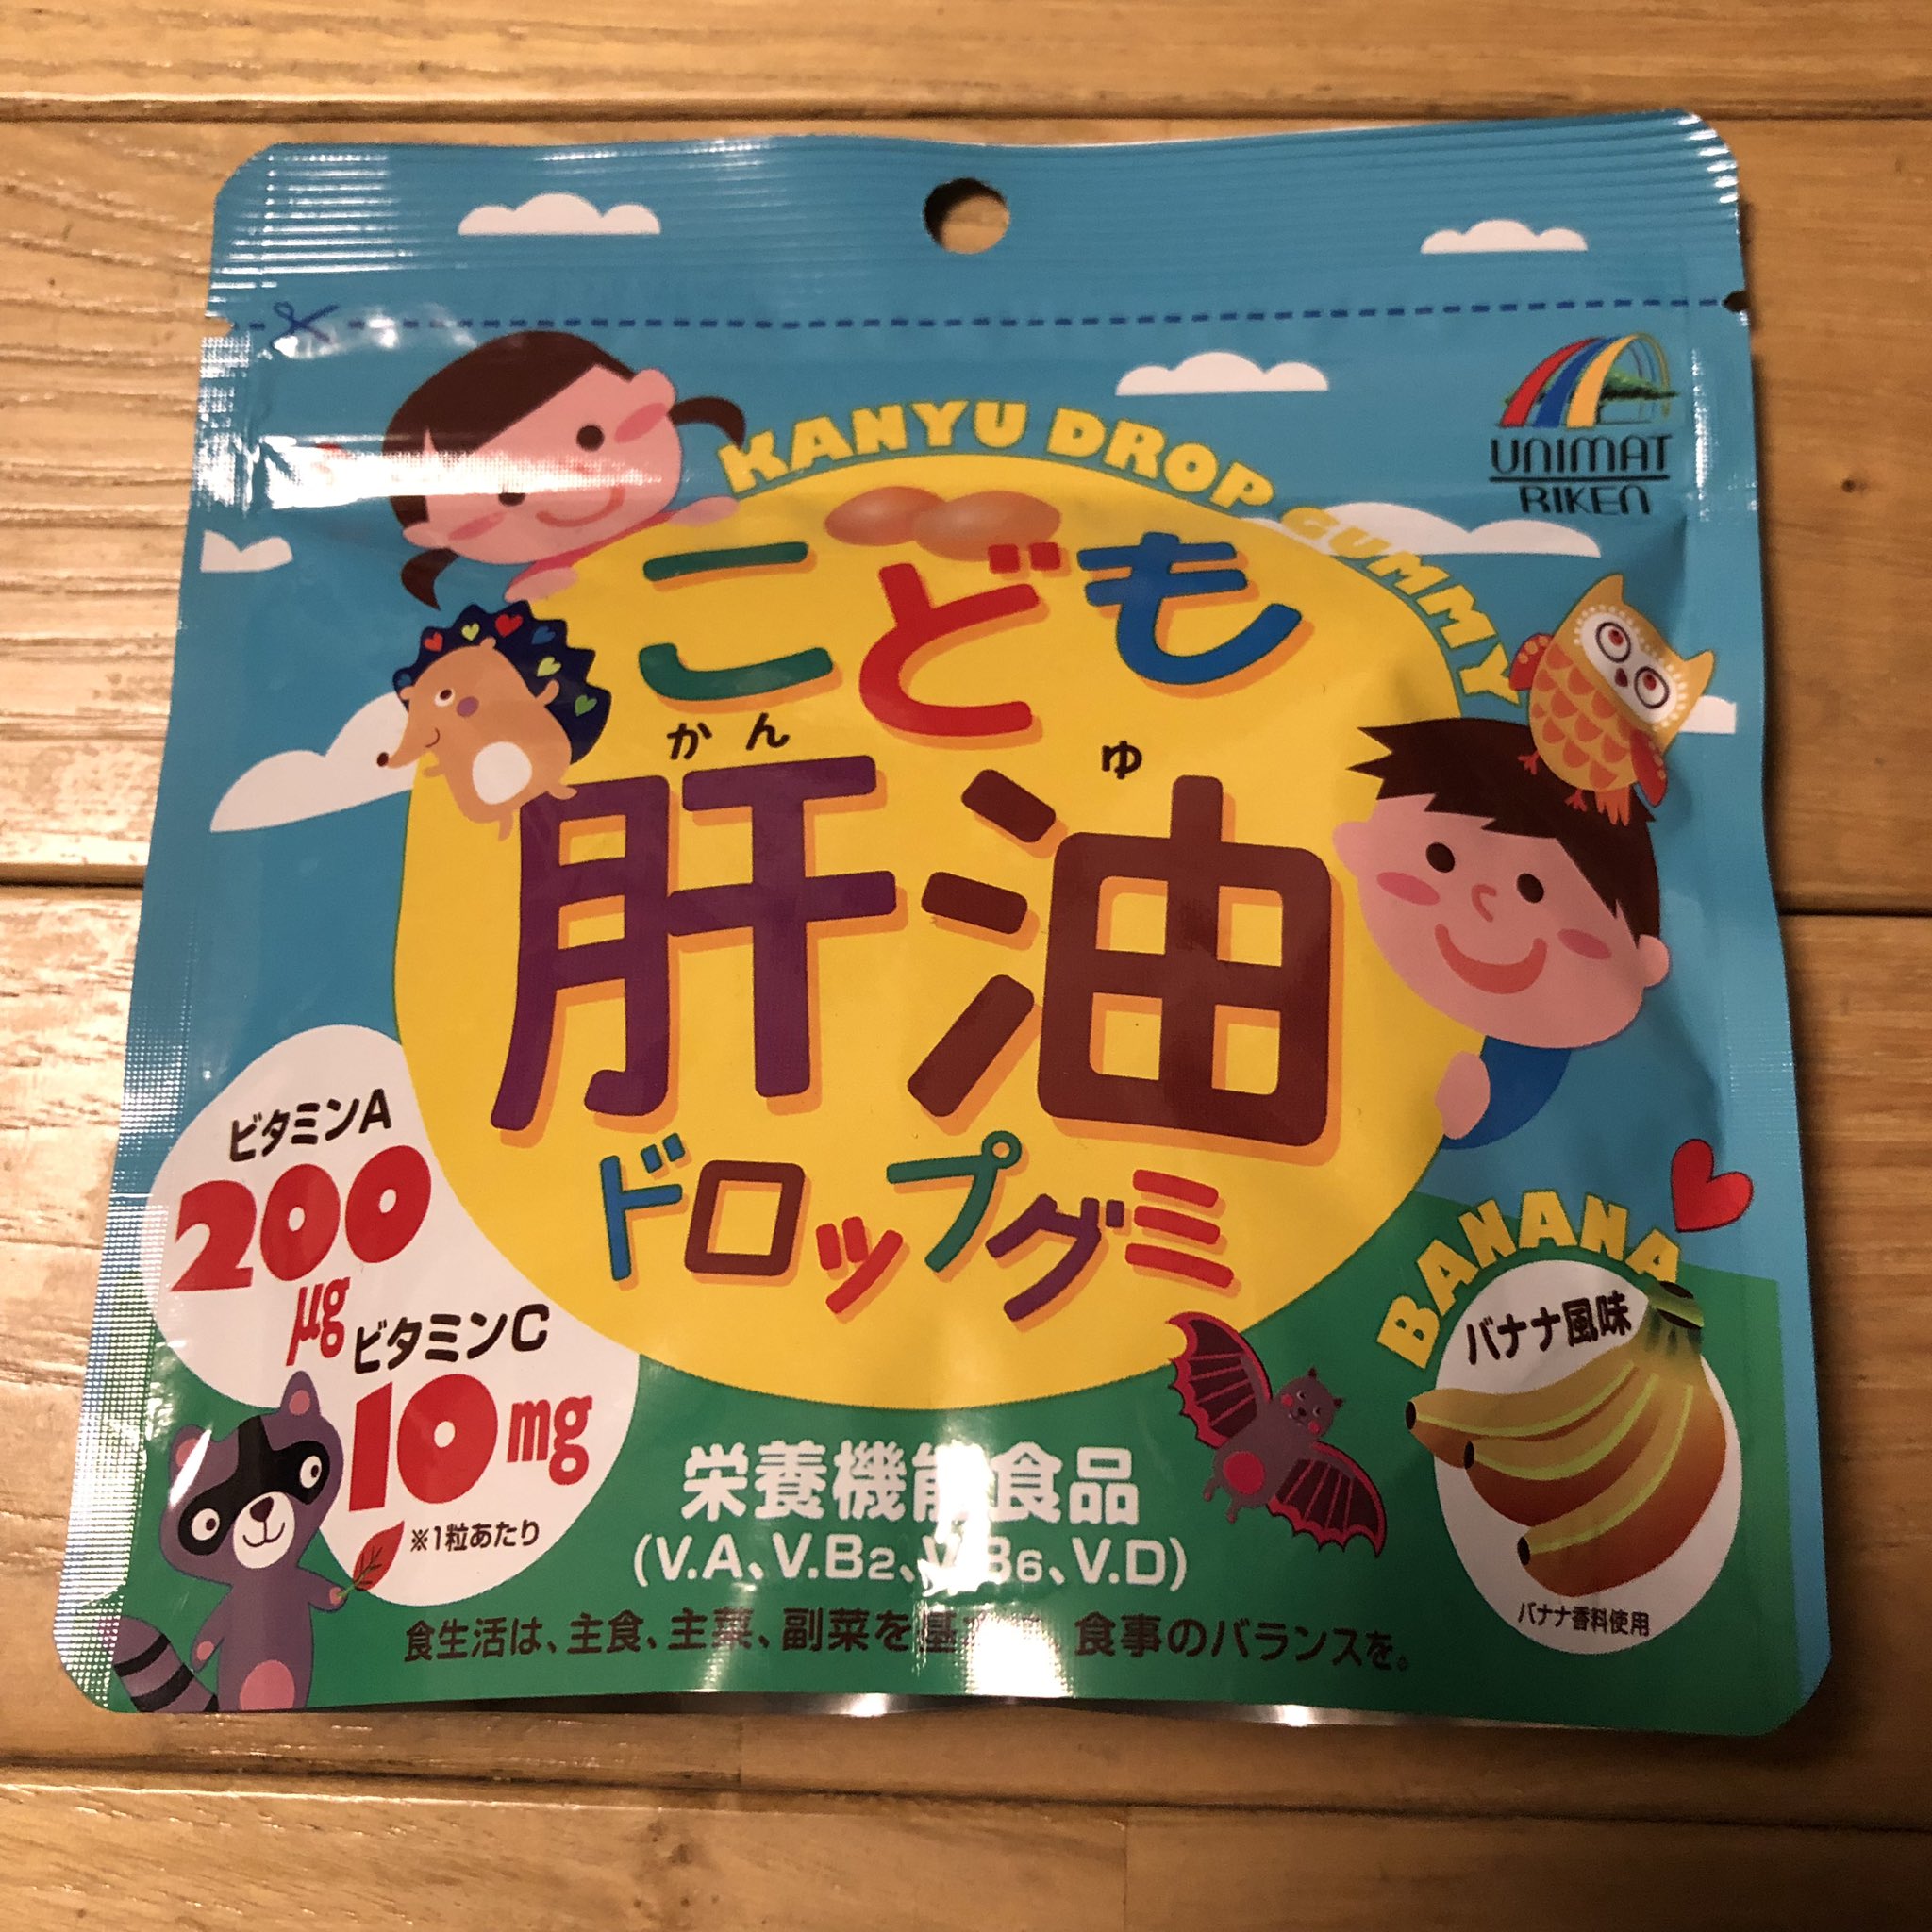 KANYU DROP GUMMY
UNIMAT
RIKEN
こども
かん ゆ
肝油
ドロップグミ
ビタミンA
200
μg
ビタミンC
10mg
※1粒あたり
BANANA
バナナ風味
バナナ香料使用
栄養機能食品
(V.A、V.B2、V.B6、V.D)
食生活は、主食、主菜、副菜を基 食事のバランスを。